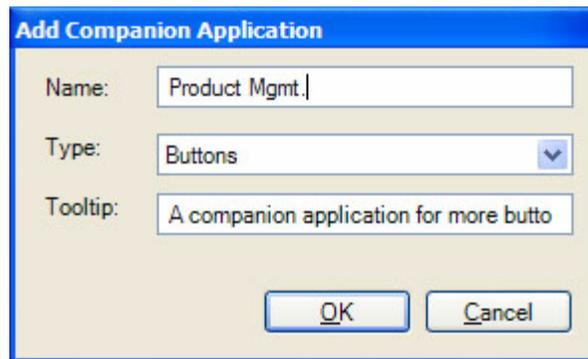 Add Companion Application
Name: Product Mgmt.
Type: Buttons
Tooltip: A companion application for more butto
OK Cancel